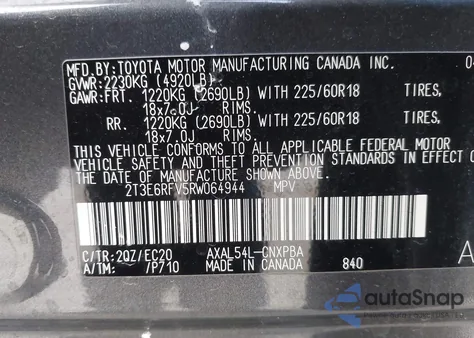 MFD.BY:TOYOTA MOTOR MANUFACTURING CANADA INC. 0
GVWR:2230KG (4920LB)
GAWR:FRT. 1220KG (2690LB) WITH 225/60R18 TIRES,
18x7.0J RIMS.
RR. 1220KG (2690LB) WITH 225/60R18 TIRES,
18x7.0J RIMS.
THIS VEHICLE CONFORMS TO ALL APPLICABLE FEDERAL MOTOR
VEHICLE SAFETY AND THEFT PREVENTION STANDARDS IN EFFECT O
DATE OF MANUFACTURE SHOWN ABOVE.
2T3E6RFV5RW064944 MPV
C/TR:2QZ/EC20 AXAL54L-CNXPBA A
A/TM: /P710 MADE IN CANADA 840
autoSnap